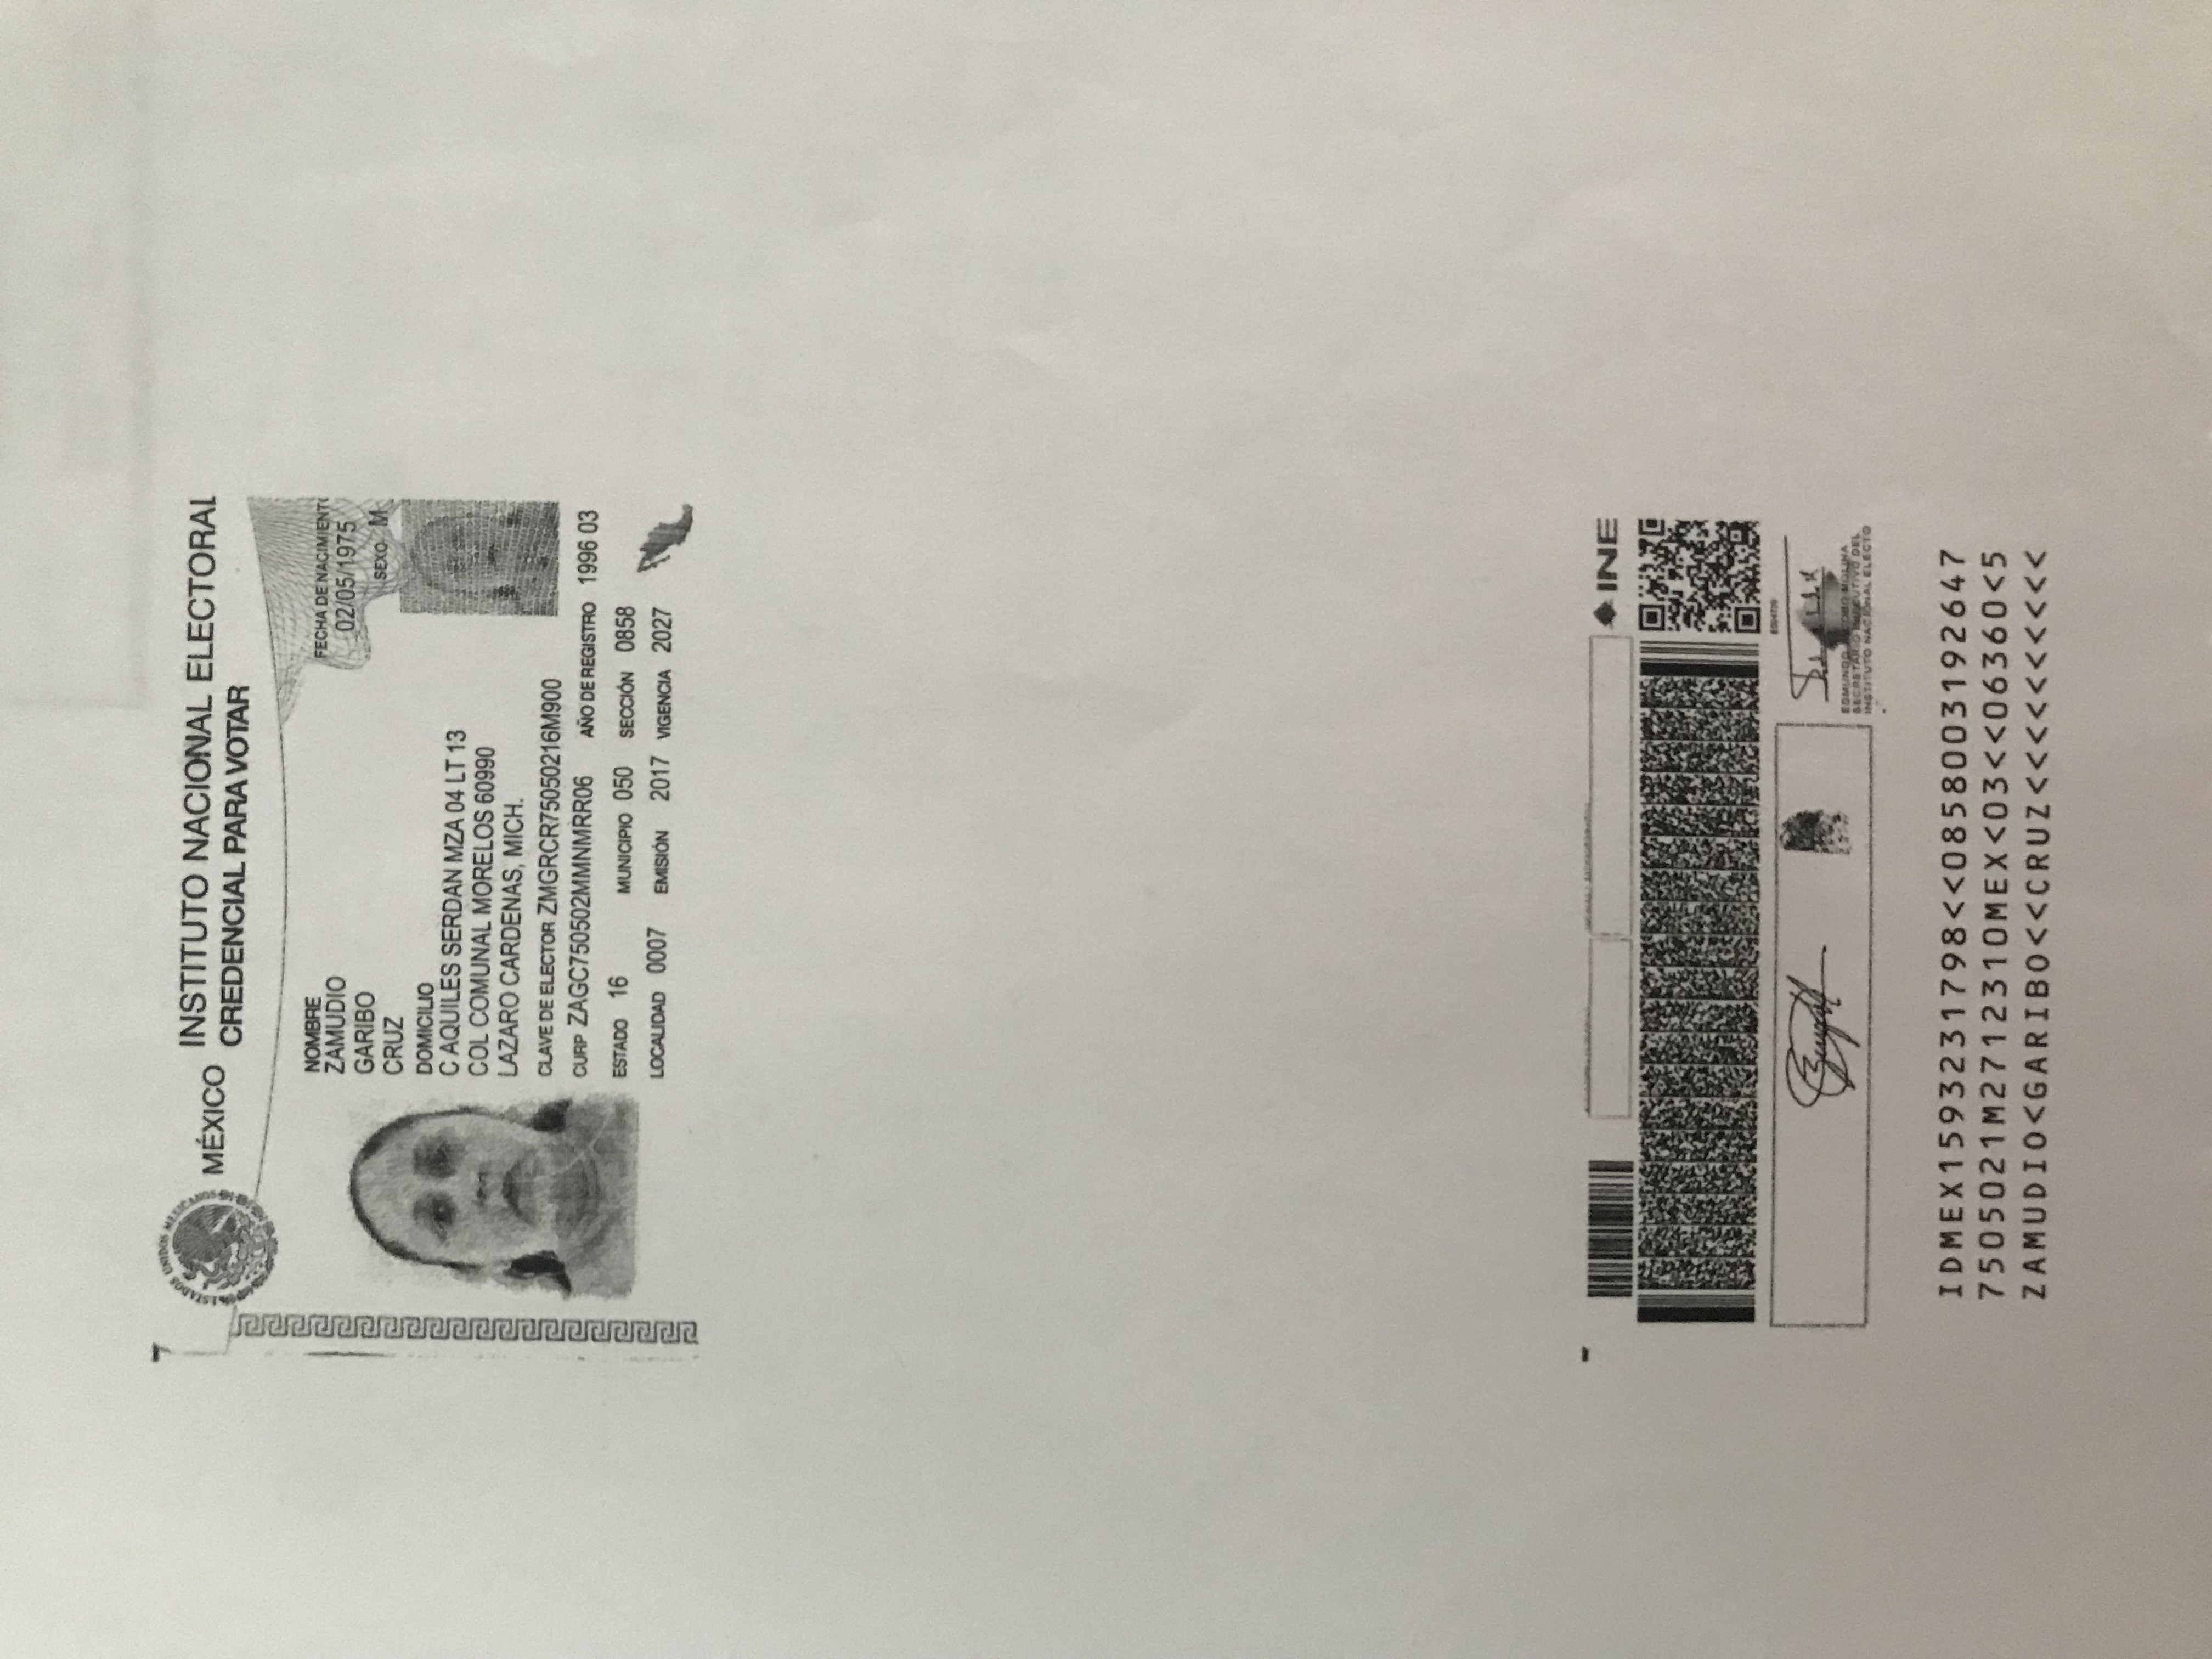 ESTADOS UNIDOS MEXICANOS
MÉXICO
INSTITUTO NACIONAL ELECTORAL
CREDENCIAL PARA VOTAR
NOMBRE
ZAMUDIO
GARIBO
CRUZ
FECHA DE NACIMIENTO
02/05/1975
SEXO M
DOMICILIO
C AQUILES SERDAN MZA 04 LT 13
COL COMUNAL MORELOS 60990
LAZARO CARDENAS, MICH.
CLAVE DE ELECTOR ZMGRCR75050216M900
CURP ZAGC750502MMNMRR06 AÑO DE REGISTRO 1996 03
ESTADO 16 MUNICIPIO 050 SECCIÓN 0858
LOCALIDAD 0007 EMISIÓN 2017 VIGENCIA 2027
INE
EDMUNDO JACOBO MOLINA
SECRETARIO EJECUTIVO DEL
INSTITUTO NACIONAL ELECTO
IDMEX1593231798<<0858003192647
7505021M2712310MEX<03<<06360<5
ZAMUDIO<GARIBO<<CRUZ<<<<<<<<<<